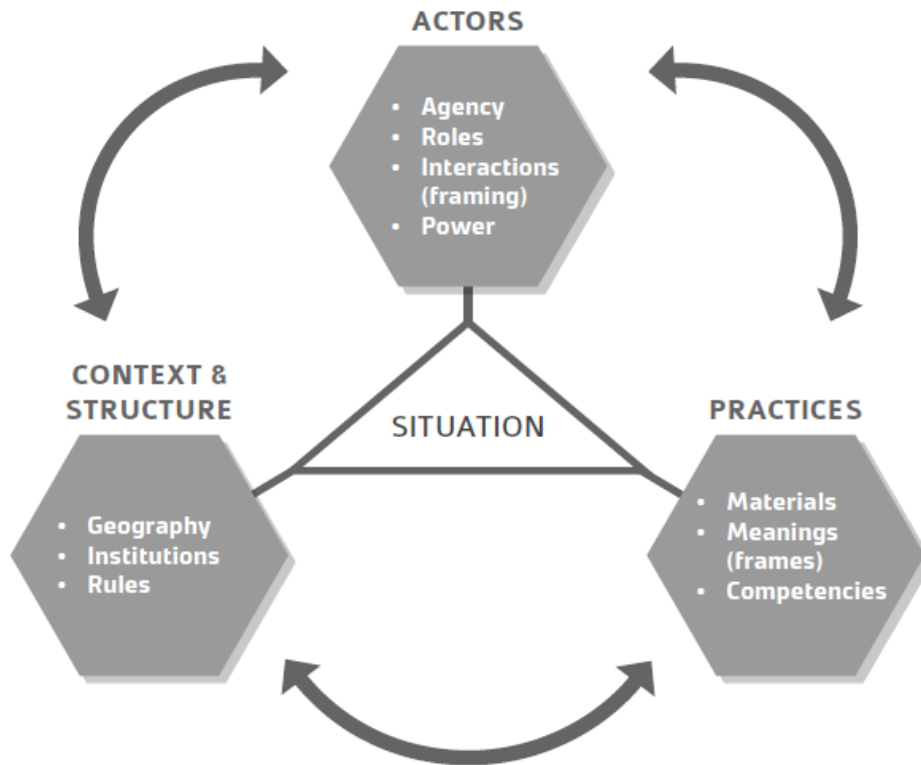 ACTORS
• Agency
• Roles
• Interactions
(framing)
• Power
CONTEXT &
STRUCTURE
• Geography
• Institutions
• Rules
SITUATION
PRACTICES
• Materials
• Meanings
(frames)
• Competencies